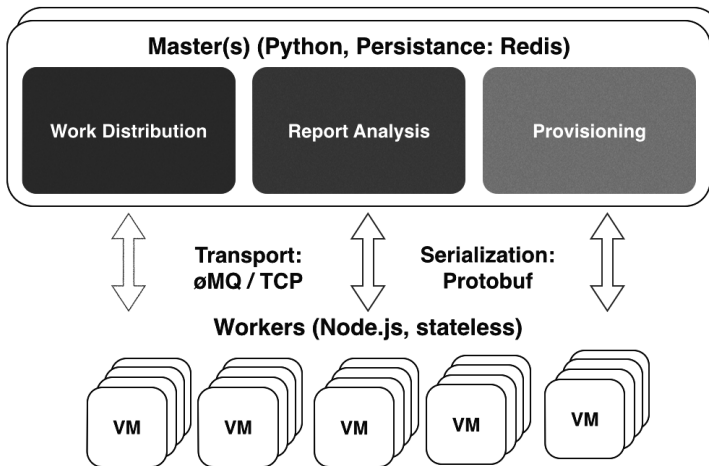 Master(s) (Python, Persistance: Redis)
Work Distribution
Report Analysis
Provisioning
Transport:
øMQ / TCP
Serialization:
Protobuf
Workers (Node.js, stateless)
VM
VM
VM
VM
VM